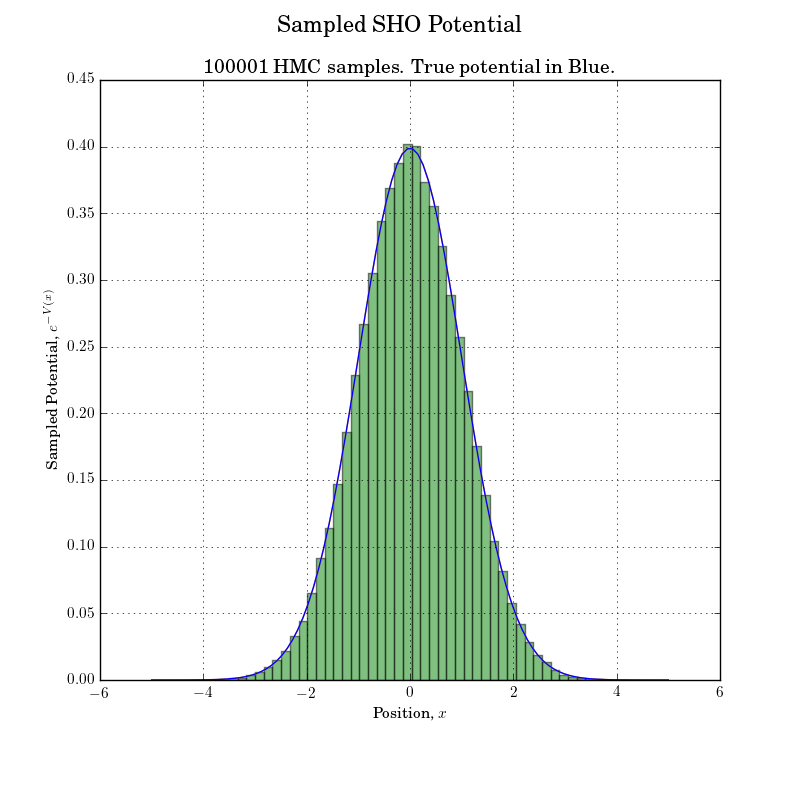 Sampled SHO Potential
100001 HMC samples. True potential in Blue.
0.45
0.40
0.35
0.30
0.25
0.20
0.15
0.10
0.05
0.00
Sampled Potential, e^{-V(x)}
−6 −4 −2 0 2 4 6
Position, x